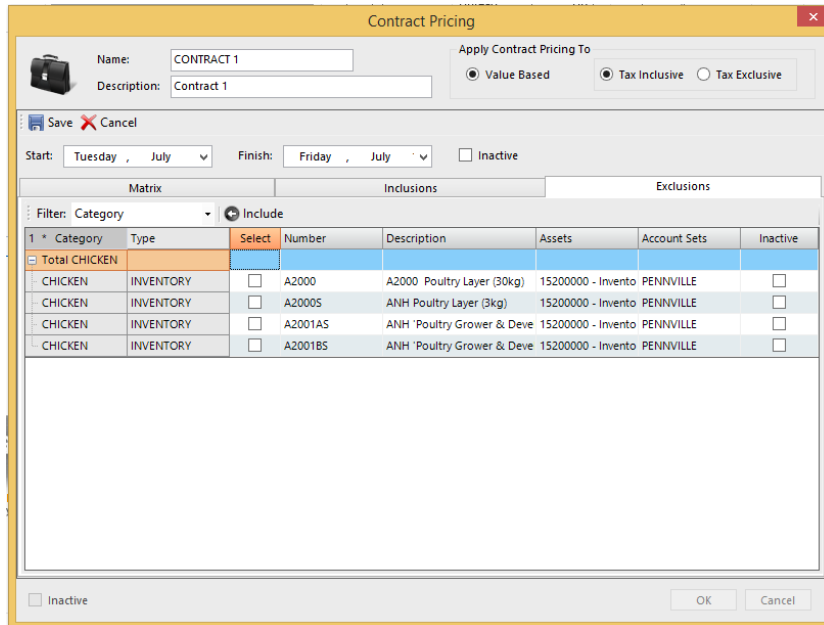 Contract Pricing
Name: CONTRACT 1
Description: Contract 1
Apply Contract Pricing To
Value Based Tax Inclusive Tax Exclusive
Save Cancel
Start: Tuesday , July Finish: Friday , July Inactive
Matrix Inclusions Exclusions
Filter: Category Include
1 * Category Type Select Number Description Assets Account Sets Inactive
Total CHICKEN
CHICKEN INVENTORY A2000 A2000 Poultry Layer (30kg) 15200000 - Invento PENNVILLE
CHICKEN INVENTORY A2000S ANH Poultry Layer (3kg) 15200000 - Invento PENNVILLE
CHICKEN INVENTORY A2001AS ANH 'Poultry Grower & Deve 15200000 - Invento PENNVILLE
CHICKEN INVENTORY A2001BS ANH 'Poultry Grower & Deve 15200000 - Invento PENNVILLE
Inactive OK Cancel